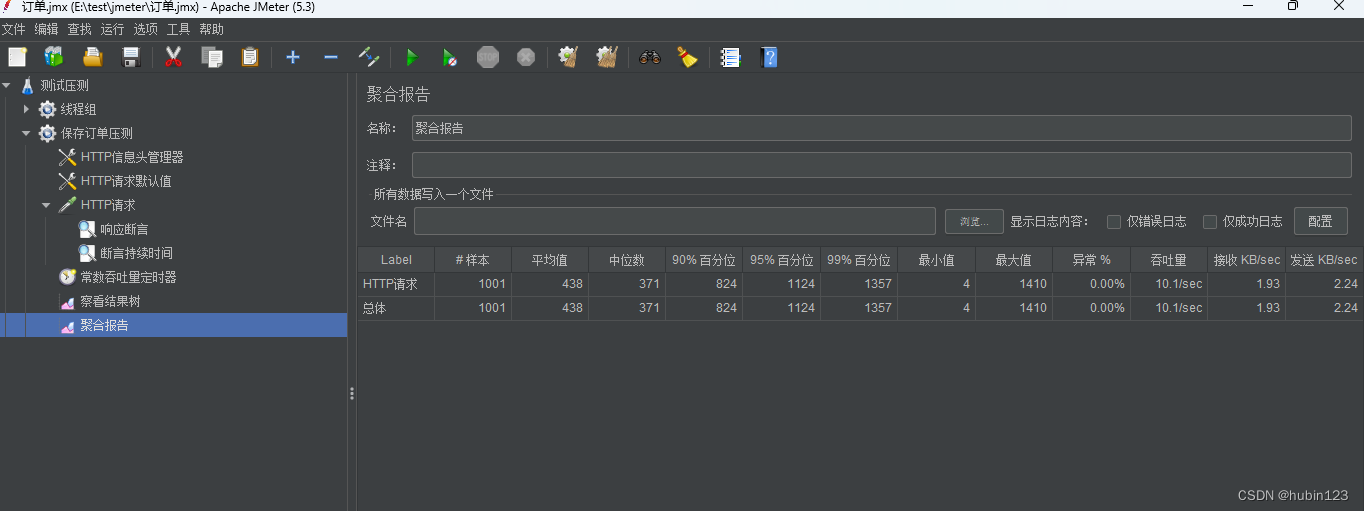 订单.jmx (E:\test\jmeter\订单.jmx) - Apache JMeter (5.3)
文件 编辑 查找 运行 选项 工具 帮助
STOP
测试压测
线程组
保存订单压测
HTTP信息头管理器
HTTP请求默认值
HTTP请求
响应断言
断言持续时间
常数吞吐量定时器
察看结果树
聚合报告
聚合报告
名称： 聚合报告
注释：
所有数据写入一个文件
文件名 浏览... 显示日志内容： 仅错误日志 仅成功日志 配置
Label # 样本 平均值 中位数 90% 百分位 95% 百分位 99% 百分位 最小值 最大值 异常 % 吞吐量 接收 KB/sec 发送 KB/sec
HTTP请求 1001 438 371 824 1124 1357 4 1410 0.00% 10.1/sec 1.93 2.24
总体 1001 438 371 824 1124 1357 4 1410 0.00% 10.1/sec 1.93 2.24
CSDN @hubin123